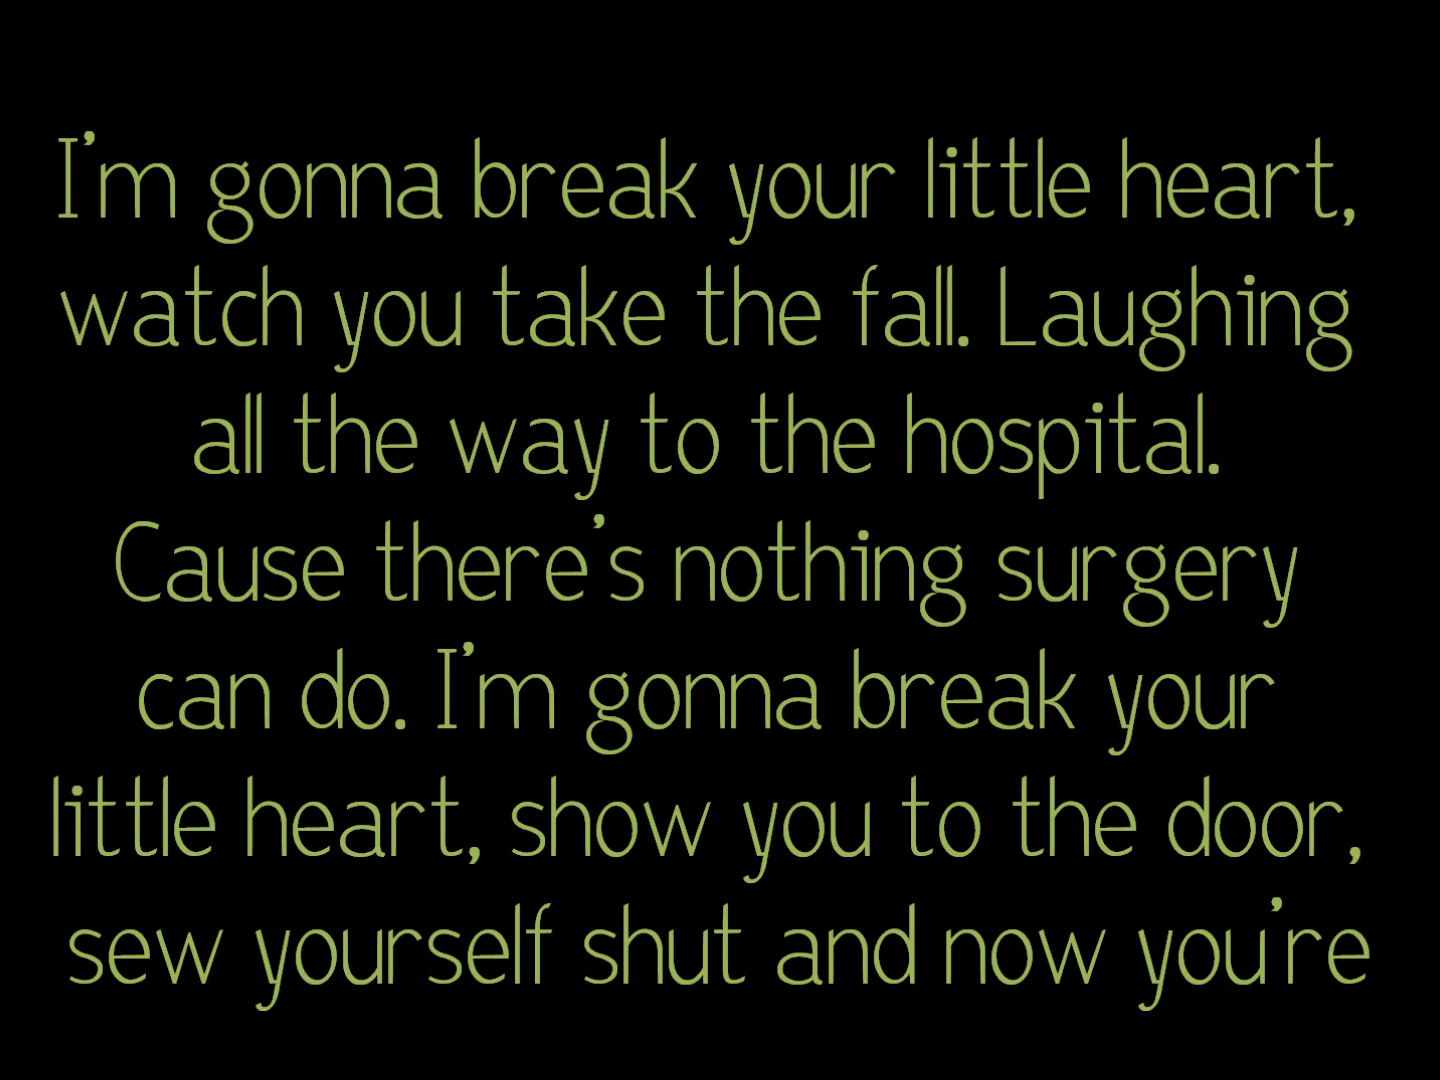 I'm gonna break your little heart,
watch you take the fall. Laughing
all the way to the hospital.
Cause there's nothing surgery
can do. I'm gonna break your
little heart, show you to the door,
sew yourself shut and now you're